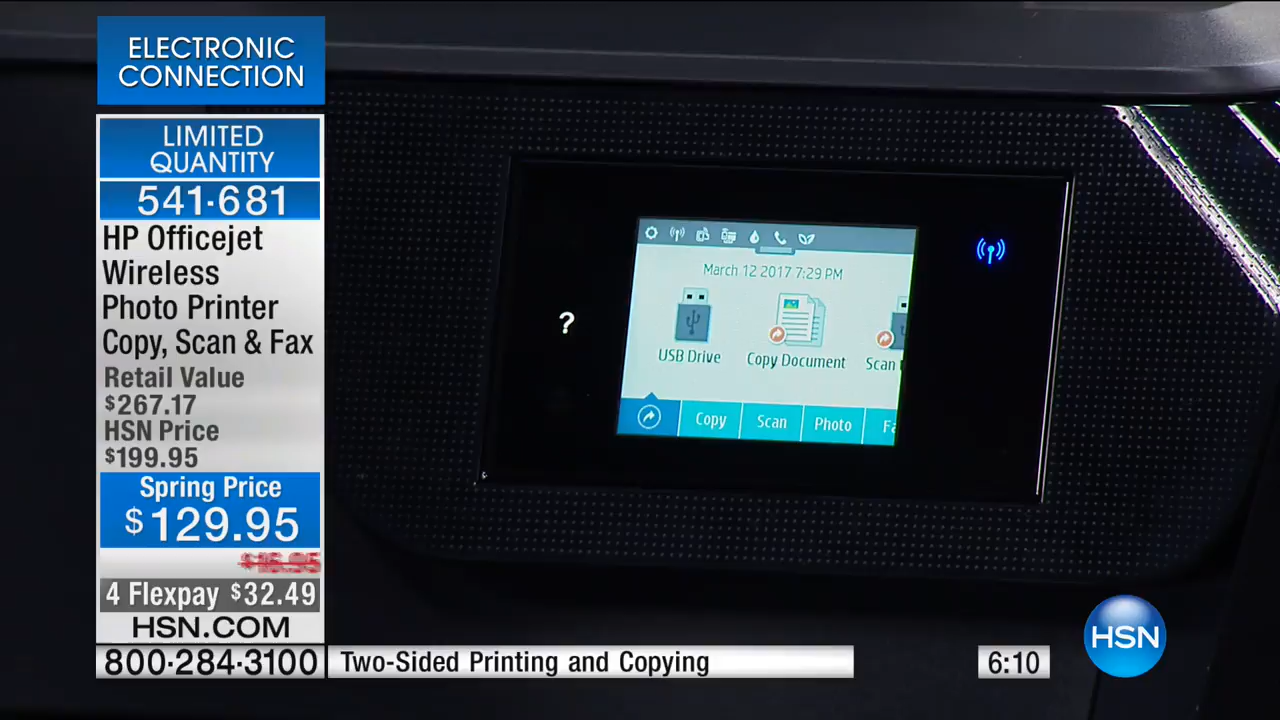 ELECTRONIC
CONNECTION
LIMITED
QUANTITY
541·681
HP Officejet
Wireless
Photo Printer
Copy, Scan & Fax
Retail Value
$267.17
HSN Price
$199.95
Spring Price
$129.95
4 Flexpay $32.49
HSN.COM
800·284·3100
Two-Sided Printing and Copying
6:10
HSN
March 12 2017 7:29 PM
?
USB Drive
Copy Document
Scan
Copy
Scan
Photo